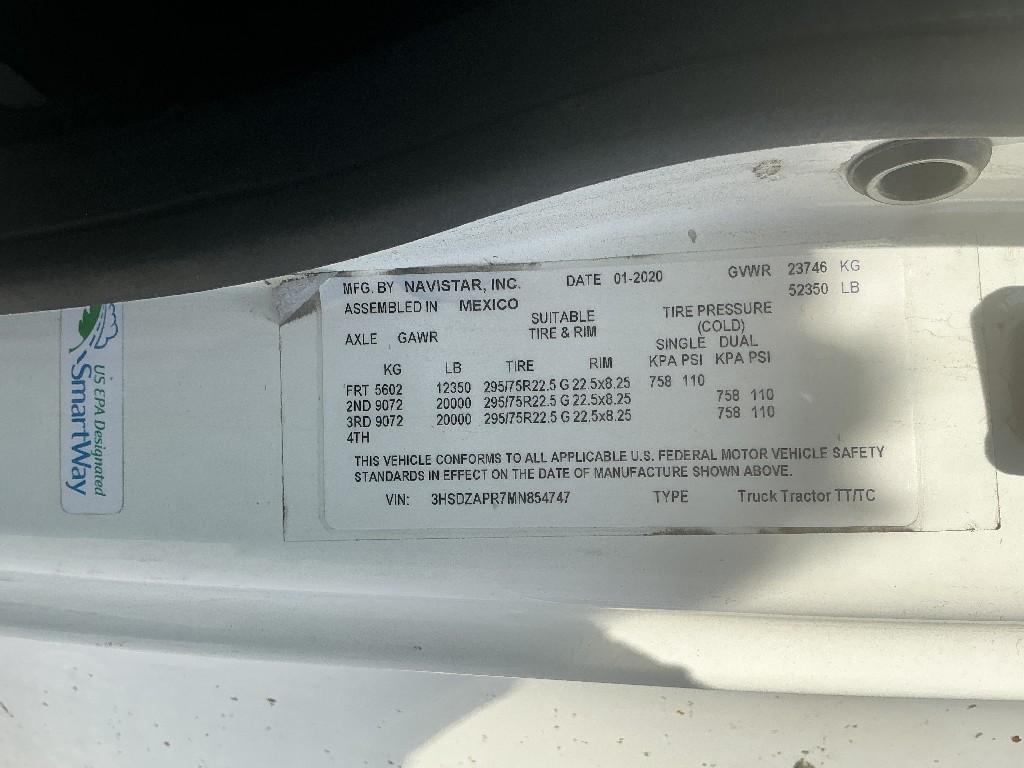 MFG. BY NAVISTAR, INC. DATE 01-2020 GVWR 23746 KG
52350 LB
ASSEMBLED IN MEXICO
SUITABLE TIRE PRESSURE
AXLE GAWR TIRE & RIM (COLD)
SINGLE DUAL
KG LB TIRE RIM KPA PSI KPA PSI
FRT 5602 12350 295/75R22.5 G 22.5x8.25 758 110
2ND 9072 20000 295/75R22.5 G 22.5x8.25 758 110
3RD 9072 20000 295/75R22.5 G 22.5x8.25 758 110
4TH
THIS VEHICLE CONFORMS TO ALL APPLICABLE U.S. FEDERAL MOTOR VEHICLE SAFETY
STANDARDS IN EFFECT ON THE DATE OF MANUFACTURE SHOWN ABOVE.
VIN: 3HSDZAPR7MN854747 TYPE Truck Tractor TT/TC
US EPA Designated
SmartWay